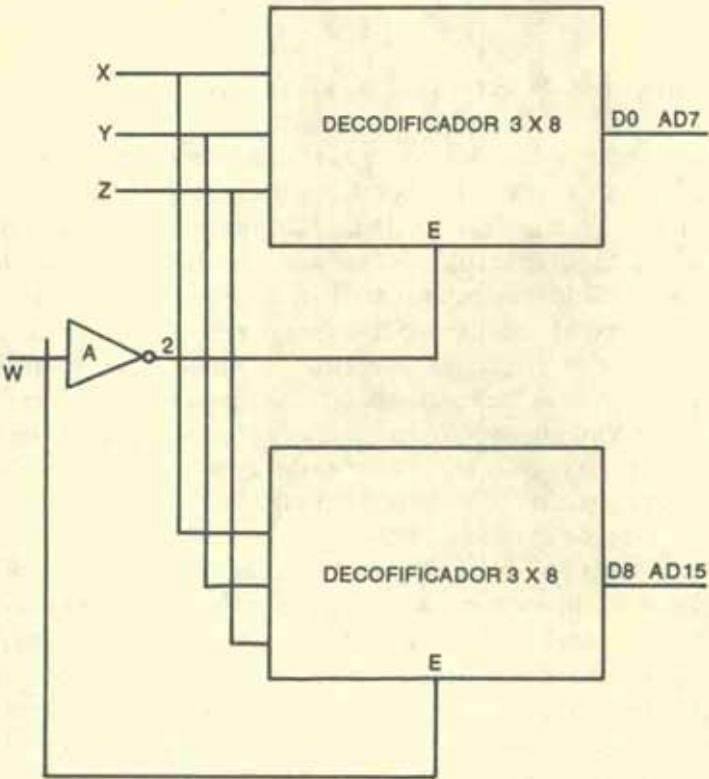 X
DECODIFICADOR 3 X 8
D0 AD7
Y
Z
E
A
2
W
DECOFIFICADOR 3 X 8
D8 AD15
E